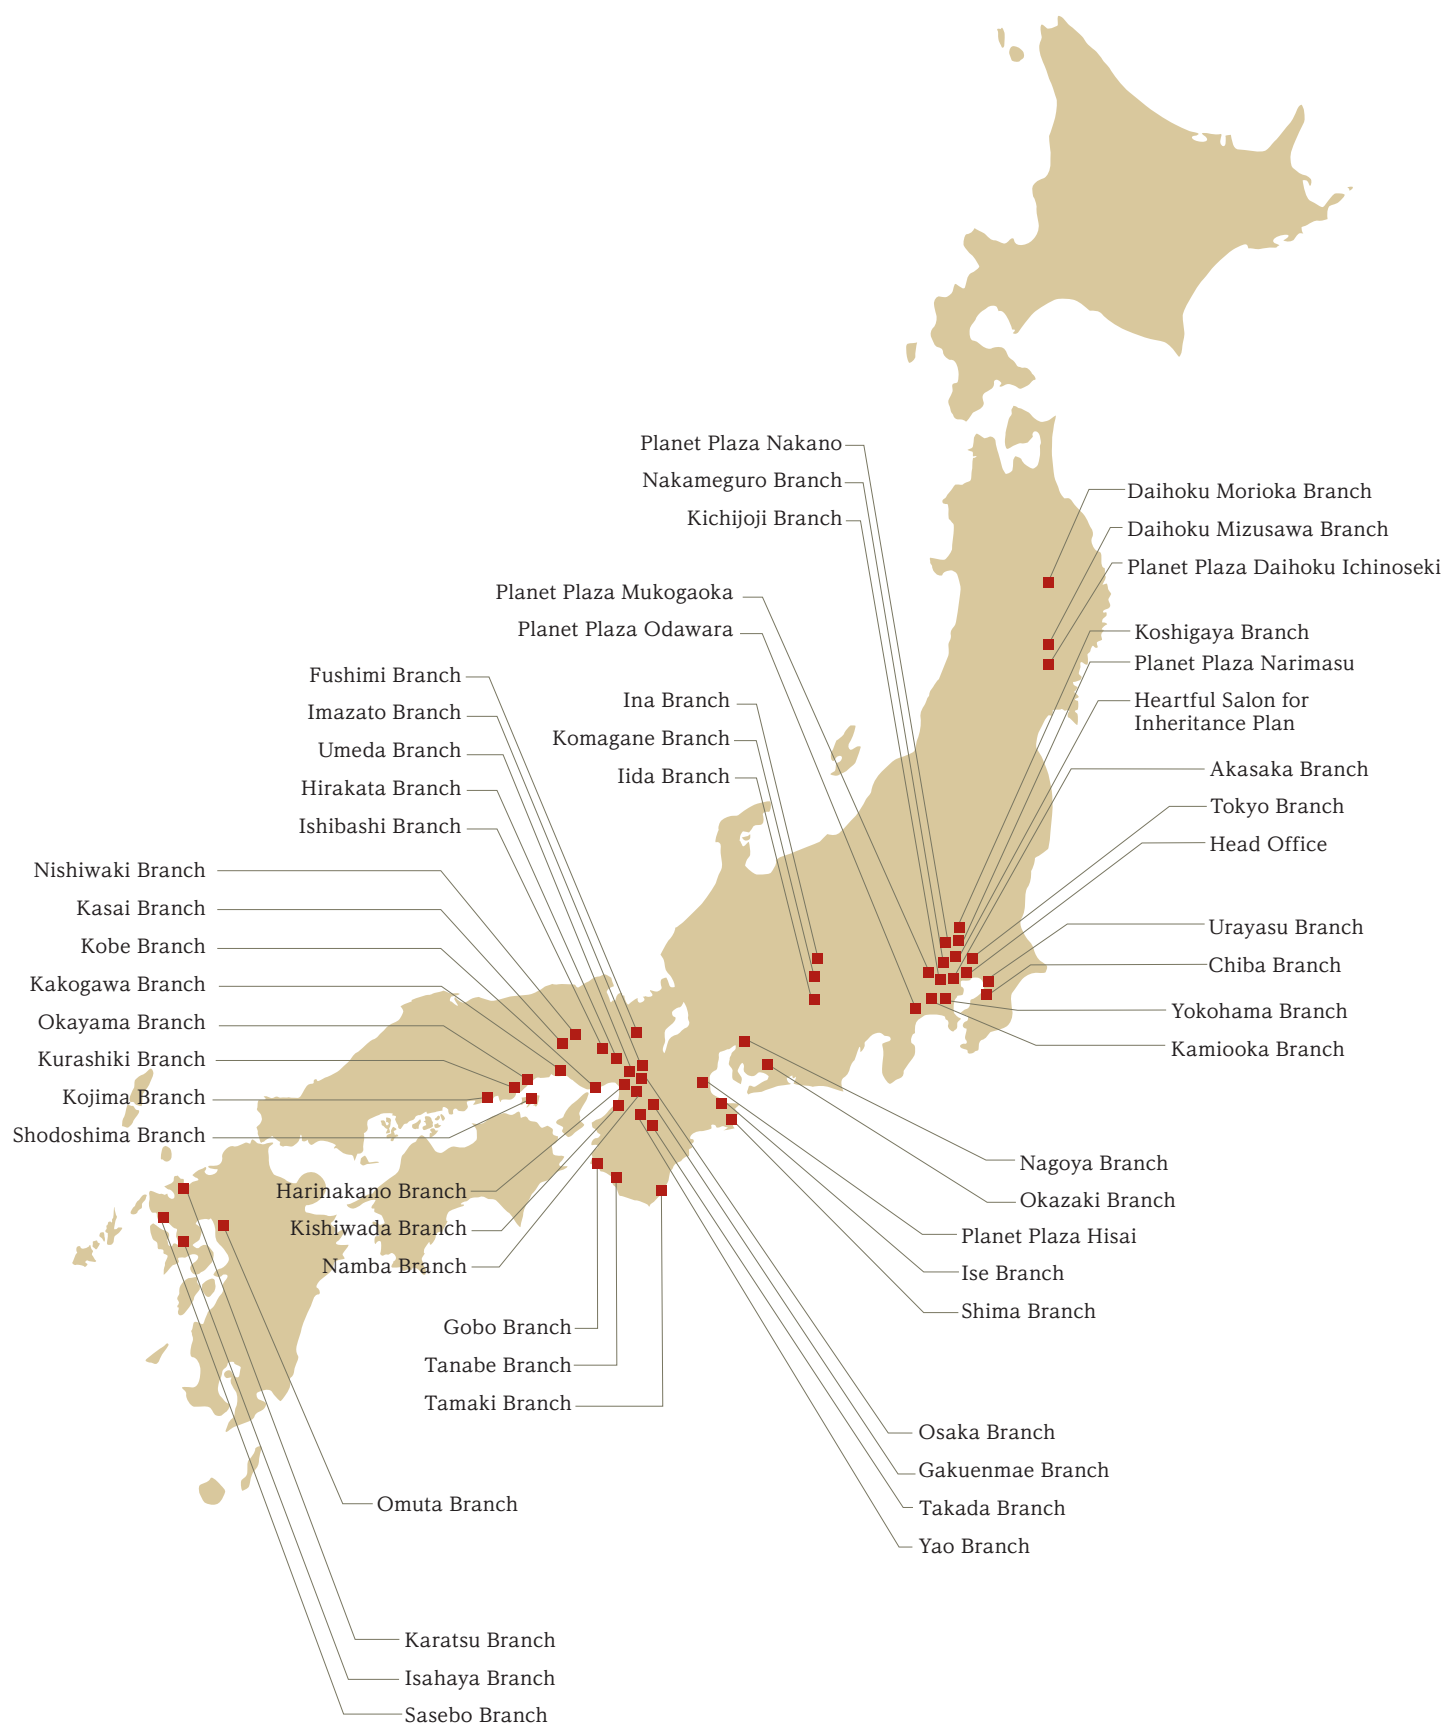 Planet Plaza Nakano
Nakameguro Branch
Kichijoji Branch
Planet Plaza Mukogaoka
Planet Plaza Odawara
Daihoku Morioka Branch
Daihoku Mizusawa Branch
Planet Plaza Daihoku Ichinoseki
Koshigaya Branch
Planet Plaza Narimasu
Heartful Salon for
Inheritance Plan
Akasaka Branch
Tokyo Branch
Head Office
Urayasu Branch
Chiba Branch
Yokohama Branch
Kamiooka Branch
Ina Branch
Komagane Branch
Iida Branch
Fushimi Branch
Imazato Branch
Umeda Branch
Hirakata Branch
Ishibashi Branch
Nishiwaki Branch
Kasai Branch
Kobe Branch
Kakogawa Branch
Okayama Branch
Kurashiki Branch
Kojima Branch
Shodoshima Branch
Harinakano Branch
Kishiwada Branch
Namba Branch
Gobo Branch
Tanabe Branch
Tamaki Branch
Nagoya Branch
Okazaki Branch
Planet Plaza Hisai
Ise Branch
Shima Branch
Osaka Branch
Gakuenmae Branch
Takada Branch
Yao Branch
Omuta Branch
Karatsu Branch
Isahaya Branch
Sasebo Branch